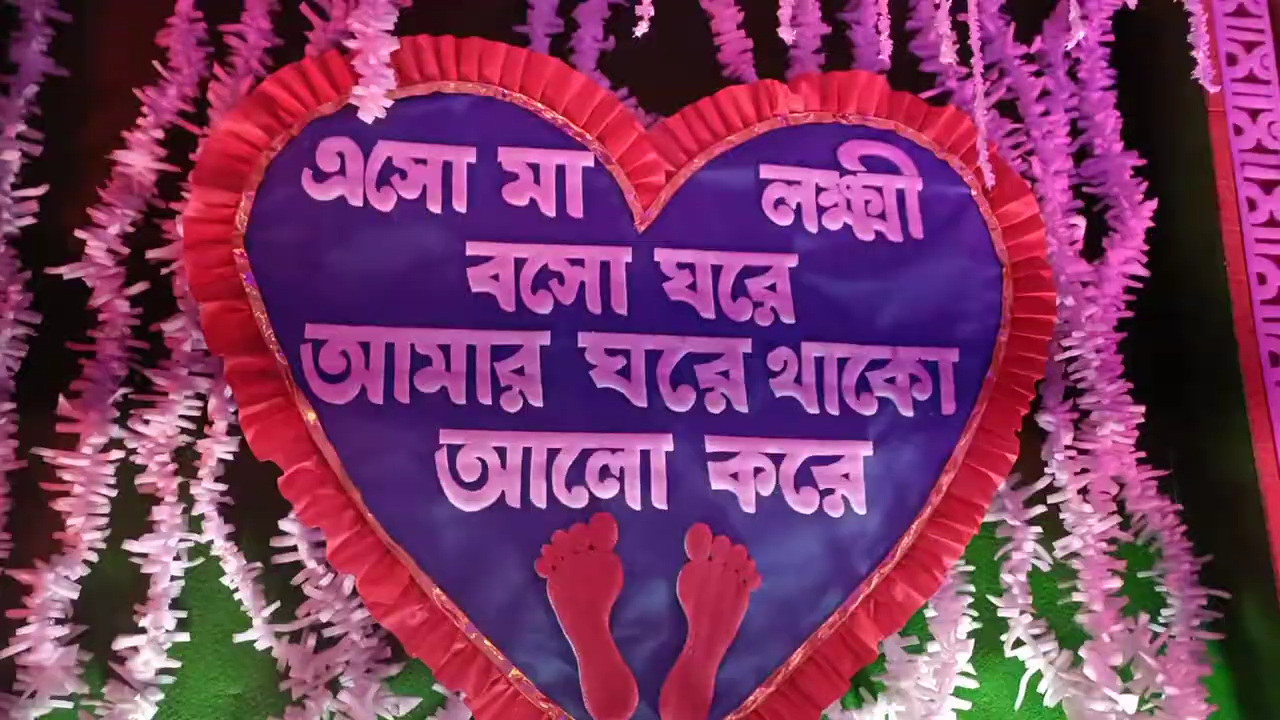 এসো মা লক্ষ্মী
বসো ঘরে
আমার ঘরে থাকো
আলো করে